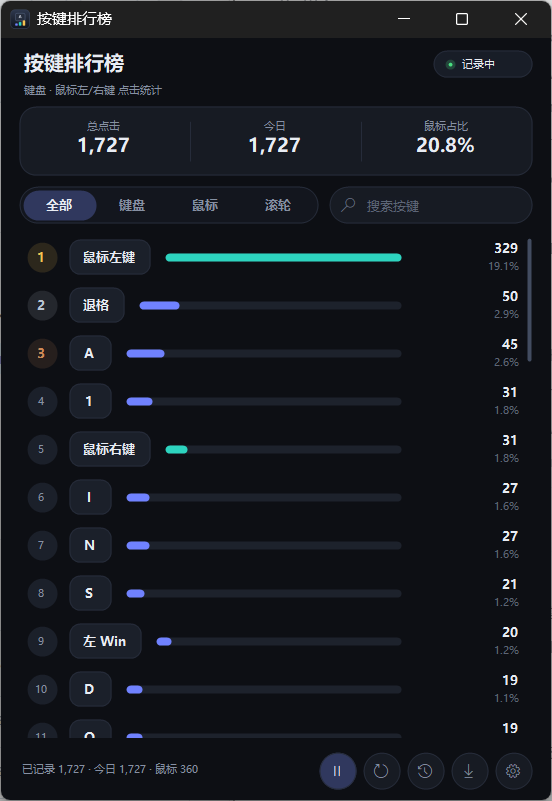 按键排行榜
按键排行榜
记录中
键盘 · 鼠标左/右键 点击统计
总点击 今日 鼠标占比
1,727 1,727 20.8%
全部 键盘 鼠标 滚轮 搜索按键
1 鼠标左键 329
19.1%
2 退格 50
2.9%
3 A 45
2.6%
4 1 31
1.8%
5 鼠标右键 31
1.8%
6 I 27
1.6%
7 N 27
1.6%
8 S 21
1.2%
9 左 Win 20
1.2%
10 D 19
1.1%
11 19
已记录 1,727 · 今日 1,727 · 鼠标 360